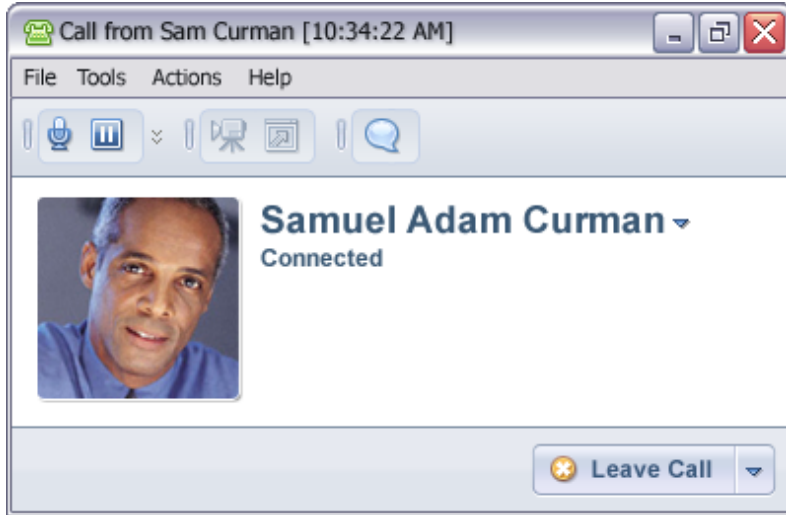 Call from Sam Curman [10:34:22 AM]
File Tools Actions Help
Samuel Adam Curman
Connected
Leave Call